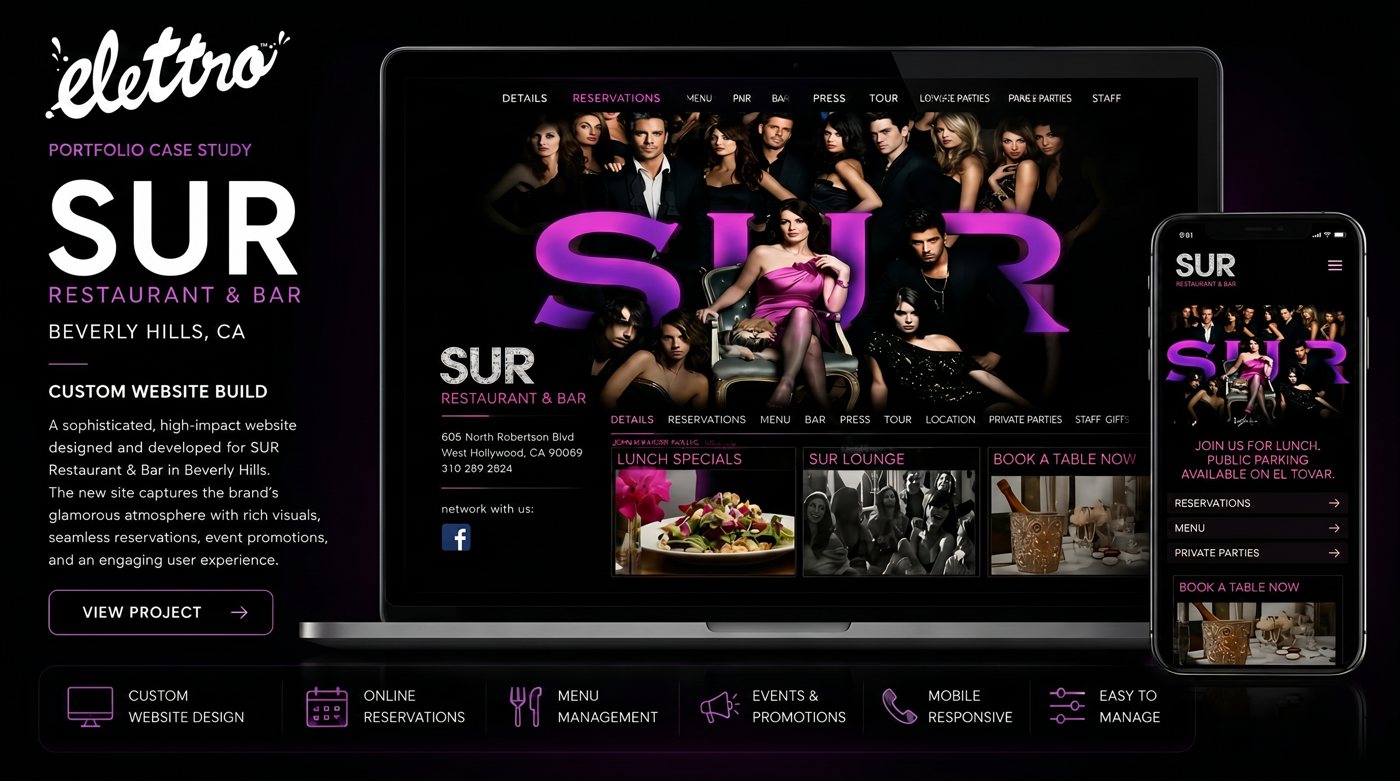 elettro™
PORTFOLIO CASE STUDY
SUR
RESTAURANT & BAR
BEVERLY HILLS, CA
CUSTOM WEBSITE BUILD
A sophisticated, high-impact website
designed and developed for SUR
Restaurant & Bar in Beverly Hills.
The new site captures the brand's
glamorous atmosphere with rich visuals,
seamless reservations, event promotions,
and an engaging user experience.
VIEW PROJECT →
DETAILS RESERVATIONS MENU PNR BAR PRESS TOUR PARTIES PARTIES STAFF
SUR
SUR
RESTAURANT & BAR
605 North Robertson Blvd
West Hollywood, CA 90069
310 289 2824
network with us:
f
DETAILS RESERVATIONS MENU BAR PRESS TOUR LOCATION PRIVATE PARTIES STAFF GIFTS
LUNCH SPECIALS
SUR LOUNGE
BOOK A TABLE NOW
SUR
RESTAURANT & BAR
SUR
JOIN US FOR LUNCH.
PUBLIC PARKING
AVAILABLE ON EL TOVAR.
RESERVATIONS →
MENU →
PRIVATE PARTIES →
BOOK A TABLE NOW
CUSTOM
WEBSITE DESIGN
ONLINE
RESERVATIONS
MENU
MANAGEMENT
EVENTS &
PROMOTIONS
MOBILE
RESPONSIVE
EASY TO
MANAGE